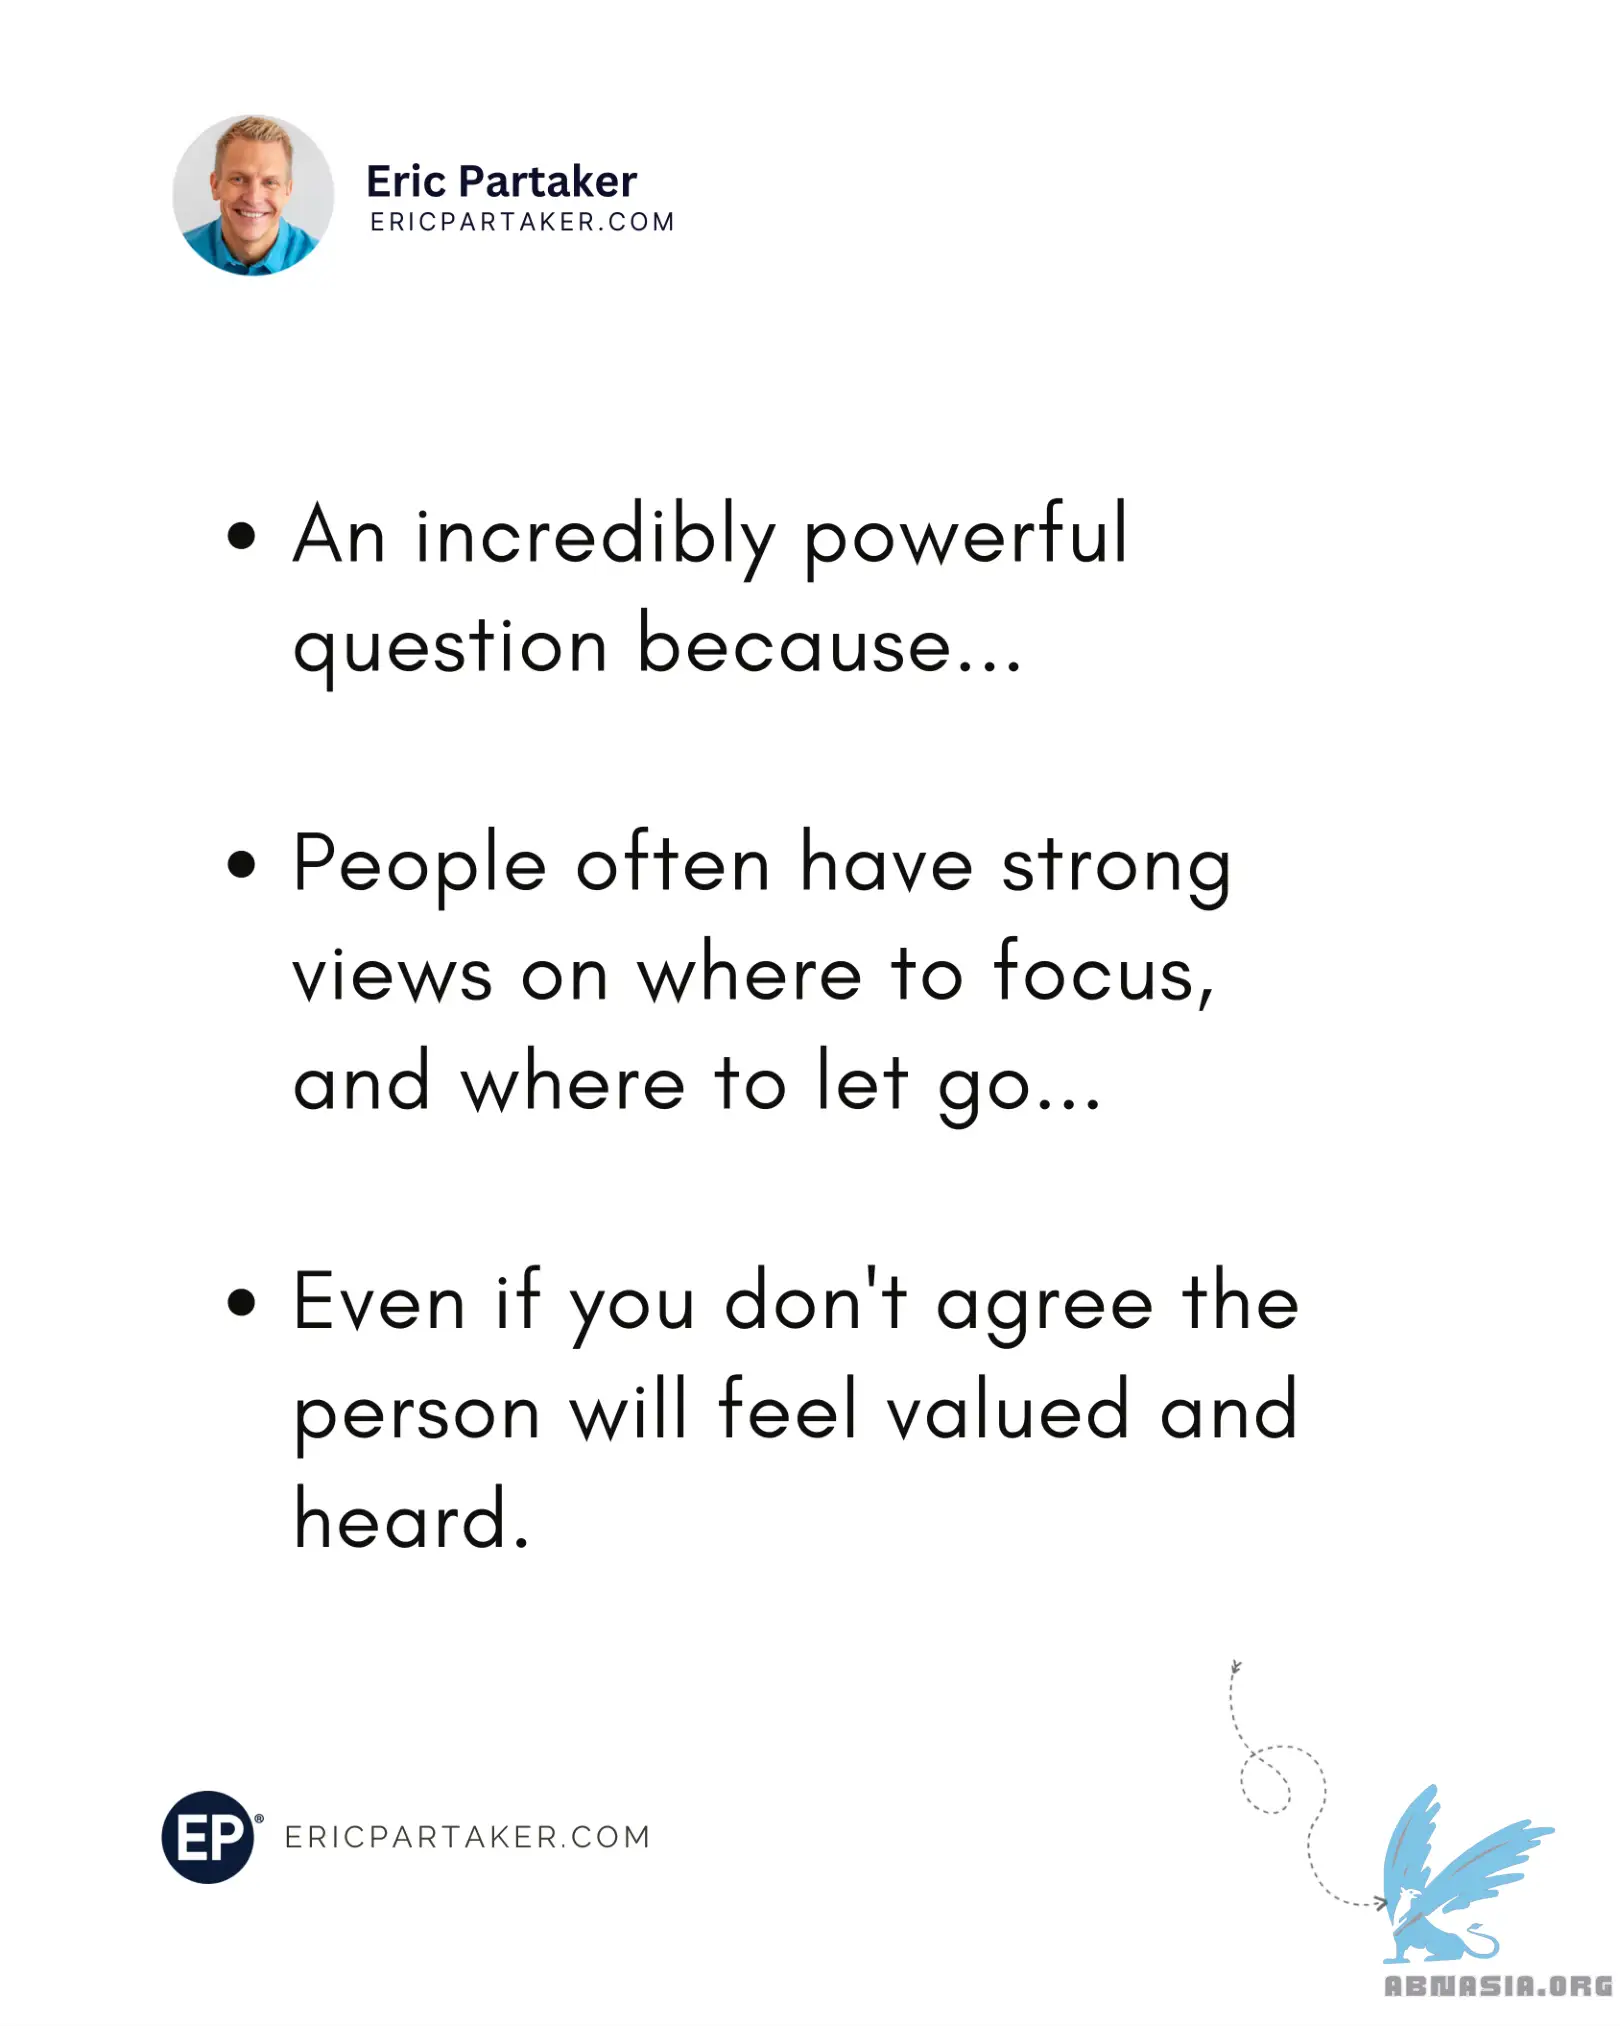 Eric Partaker
ERICPARTAKER.COM
• An incredibly powerful
question because...
• People often have strong
views on where to focus,
and where to let go...
• Even if you don't agree the
person will feel valued and
heard.
EP®
ERICPARTAKER.COM
ABNASIA.ORG